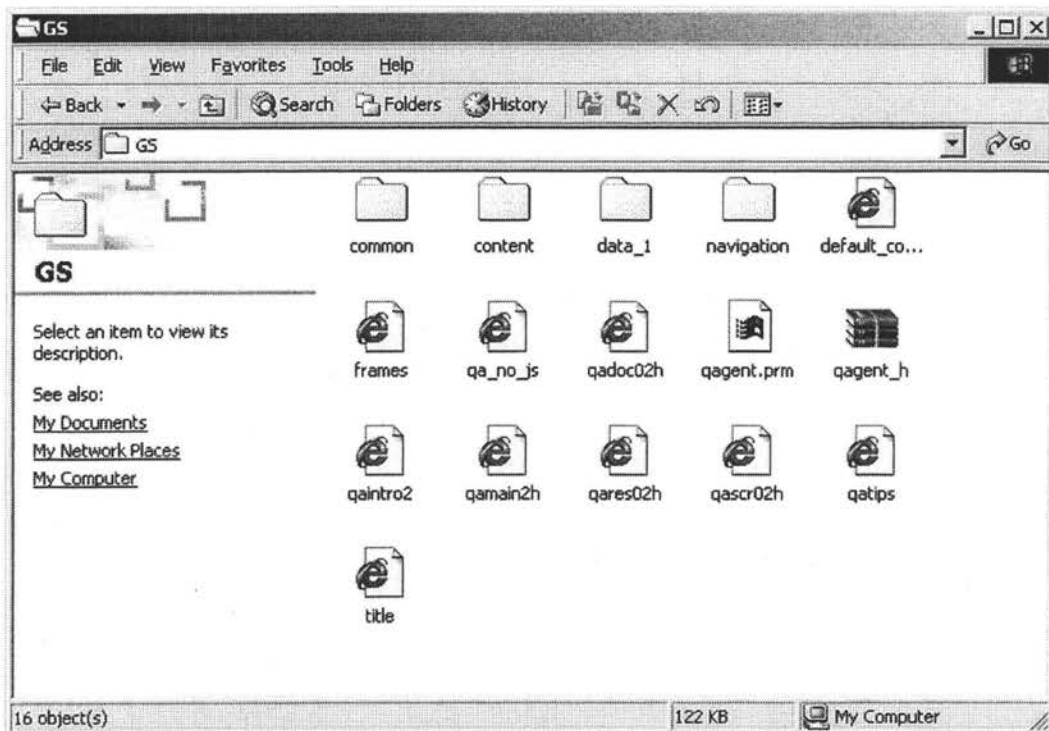 GS
File Edit View Favorites Tools Help
Back Search Folders History
Address GS Go
GS
Select an item to view its
description.
See also:
My Documents
My Network Places
My Computer
common content data_1 navigation default_co...
frames qa_no_js qadoc02h qagent.prm qagent_h
qaintro2 qamain2h qares02h qascr02h qatips
title
16 object(s) 122 KB My Computer